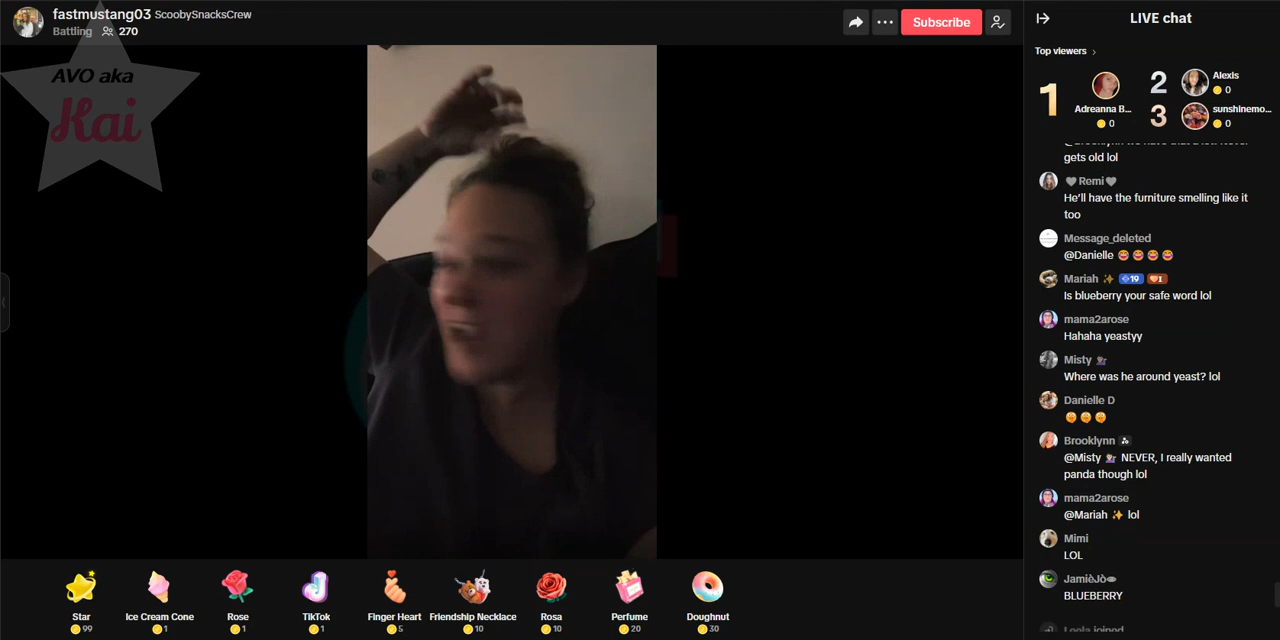 fastmustang03 ScoobySnacksCrew
Battling 270
Subscribe
AVO aka
Kai
LIVE chat
Top viewers
1
Adreanna B...
0
2
Alexis
0
3
sunshinemo...
0
gets old lol
Remi
He'll have the furniture smelling like it
too
Message_deleted
@Danielle
Mariah 19 1
Is blueberry your safe word lol
mama2arose
Hahaha yeastyy
Misty
Where was he around yeast? lol
Danielle D
Brooklynn
@Misty NEVER, I really wanted
panda though lol
mama2arose
@Mariah lol
Mimi
LOL
JamièJò
BLUEBERRY
Leela joined
Star
99
Ice Cream Cone
1
Rose
1
TikTok
1
Finger Heart
5
Friendship Necklace
10
Rosa
10
Perfume
20
Doughnut
30